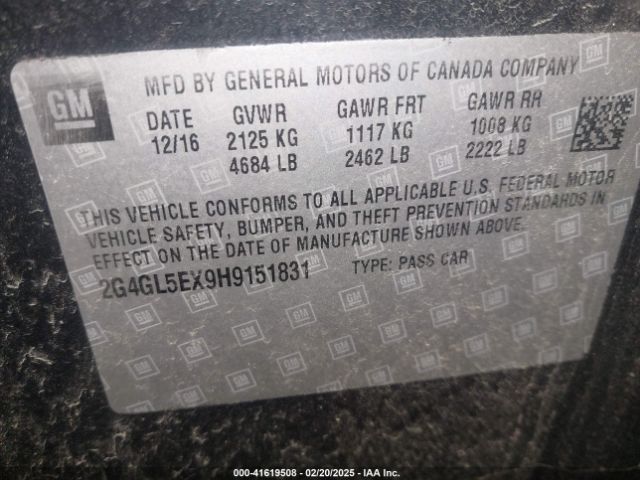 GM
MFD BY GENERAL MOTORS OF CANADA COMPANY
DATE GVWR GAWR FRT GAWR RR
12/16 2125 KG 1117 KG 1008 KG
4684 LB 2462 LB 2222 LB
THIS VEHICLE CONFORMS TO ALL APPLICABLE U.S. FEDERAL MOTOR
VEHICLE SAFETY, BUMPER, AND THEFT PREVENTION STANDARDS IN
EFFECT ON THE DATE OF MANUFACTURE SHOWN ABOVE.
2G4GL5EX9H9151831 TYPE: PASS CAR
000-41619508 - 02/20/2025 - IAA Inc.